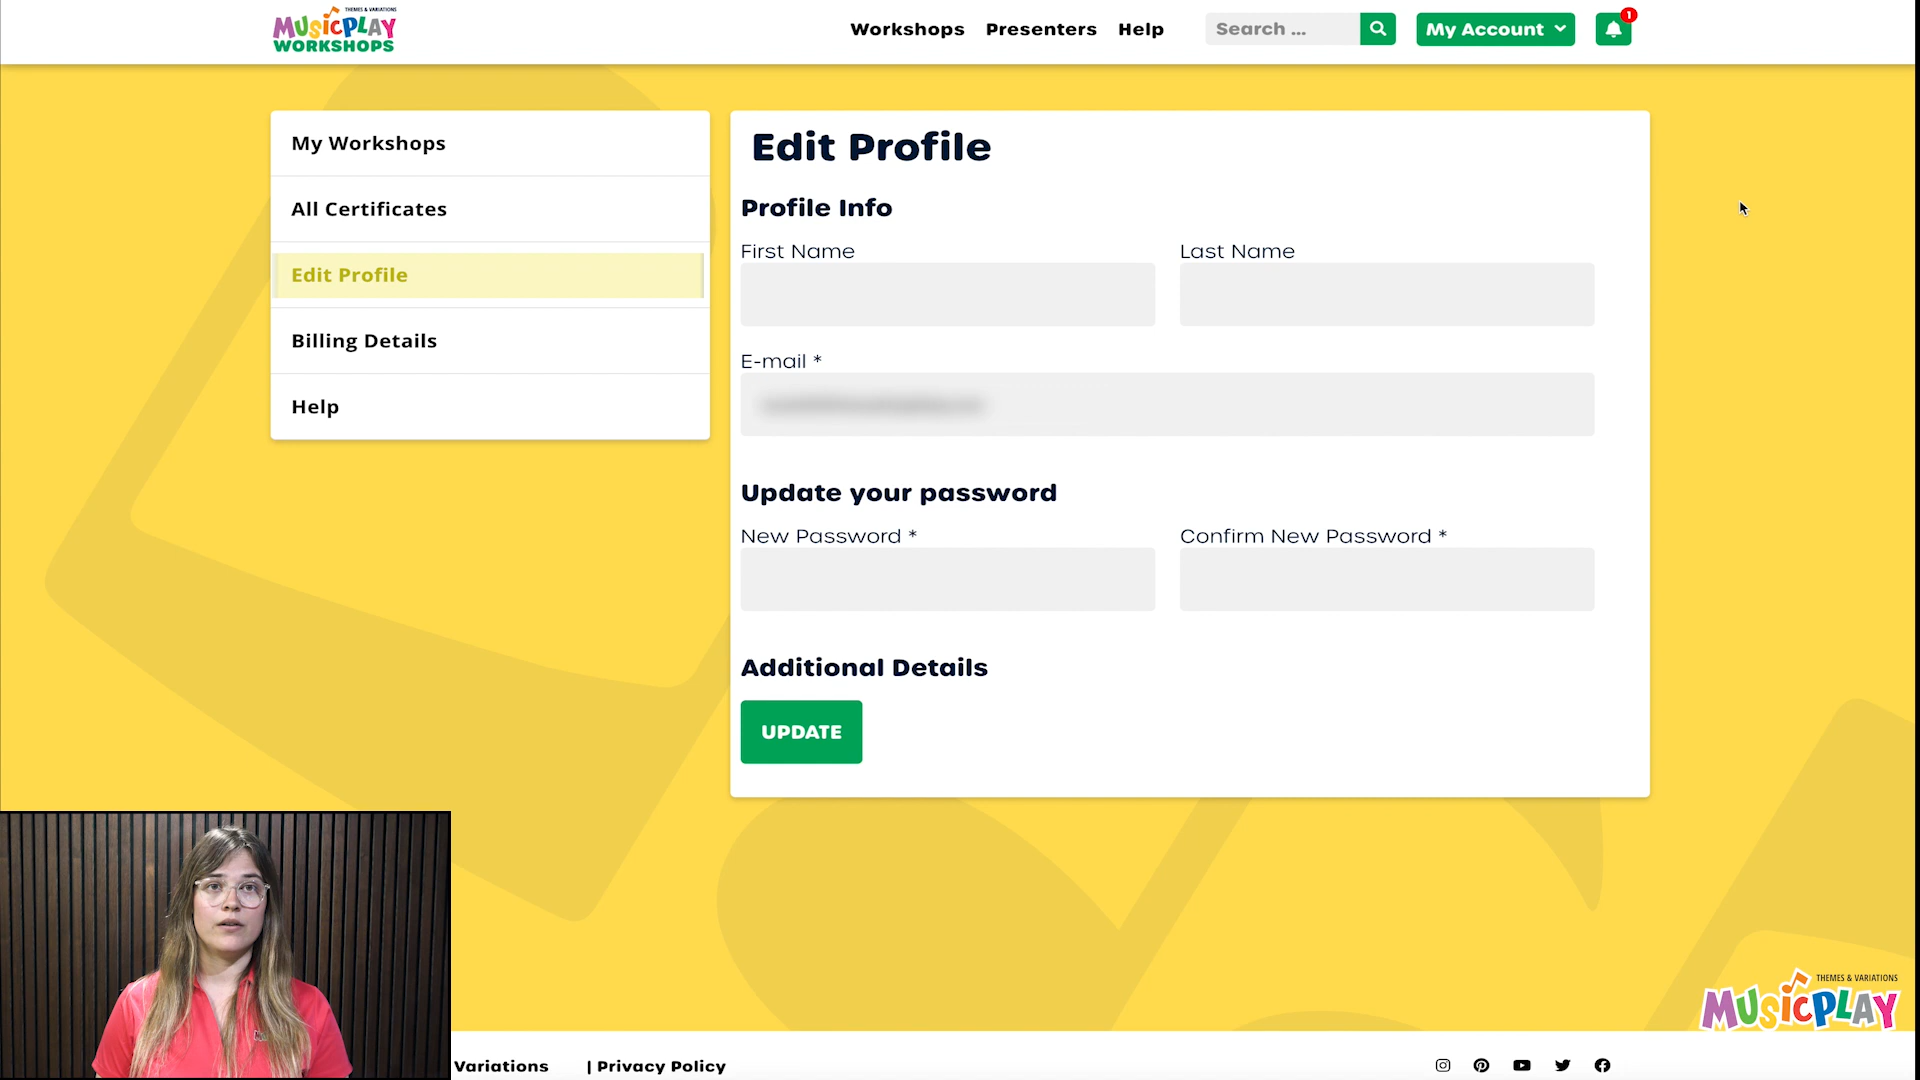 THEMES & VARIATIONS
MUSICPLAY
WORKSHOPS
Workshops Presenters Help Search ... My Account 1
My Workshops
All Certificates
Edit Profile
Billing Details
Help
Edit Profile
Profile Info
First Name Last Name
E-mail *
Update your password
New Password * Confirm New Password *
Additional Details
UPDATE
THEMES & VARIATIONS
MUSICPLAY
Variations | Privacy Policy